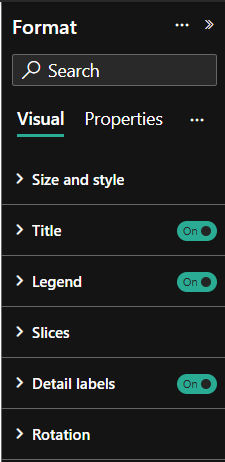 Format
Search
Visual Properties
Size and style
Title On
Legend On
Slices
Detail labels On
Rotation